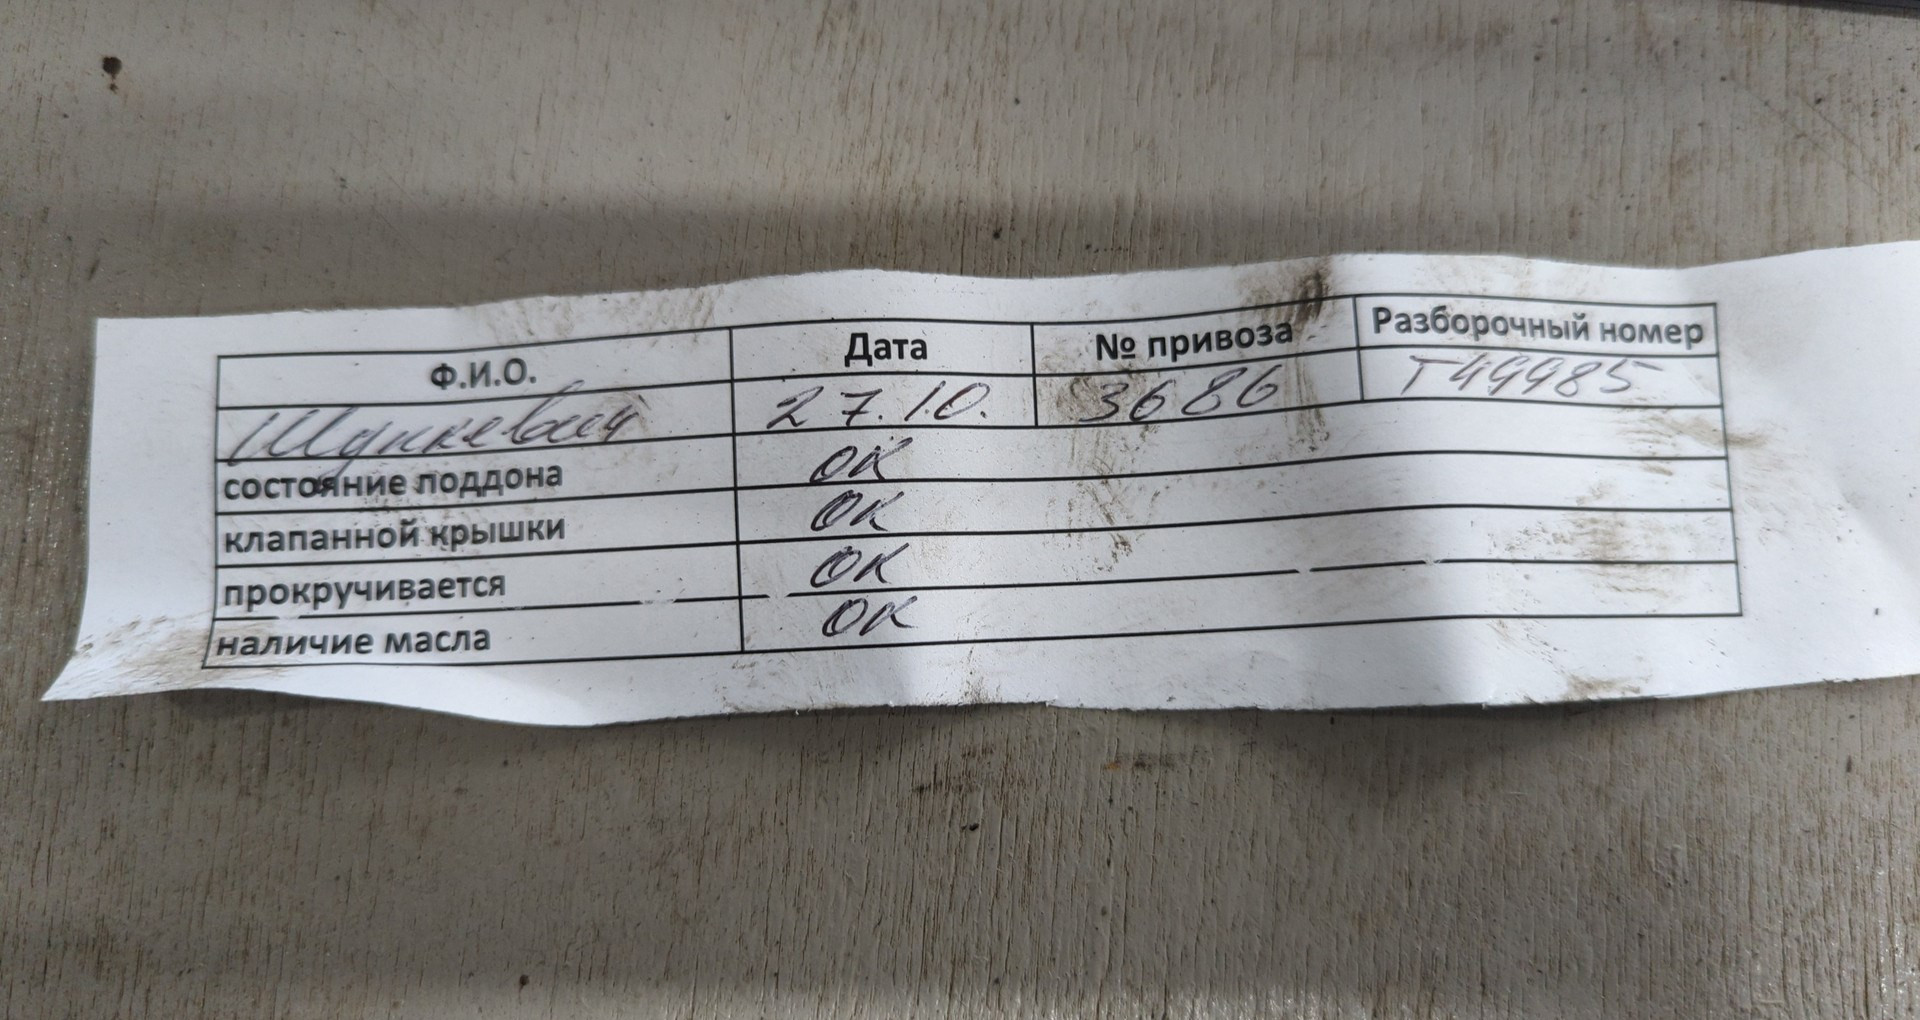 Ф.И.О. Дата № привоза Разборочный номер
Шункевич 27.10. 3686 Т49985
состояние поддона ОК
клапанной крышки ОК
прокручивается ОК
наличие масла ОК